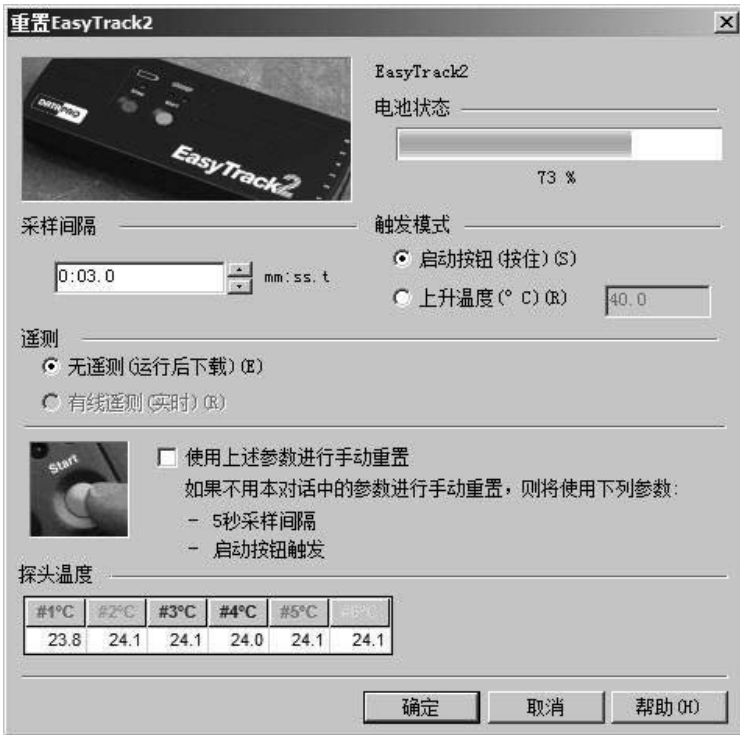 重置EasyTrack2
DATAPRO
EasyTrack2
EasyTrack2
电池状态
73 %
采样间隔
0:03.0 mm:ss.t
触发模式
启动按钮(按住)(S)
上升温度(° C)(R) 40.0
遥测
无遥测(运行后下载)(E)
有线遥测(实时)(R)
Start
使用上述参数进行手动重置
如果不用本对话中的参数进行手动重置，则将使用下列参数:
- 5秒采样间隔
- 启动按钮触发
探头温度
#1°C #2°C #3°C #4°C #5°C #6°C
23.8 24.1 24.1 24.0 24.1 24.1
确定 取消 帮助(H)